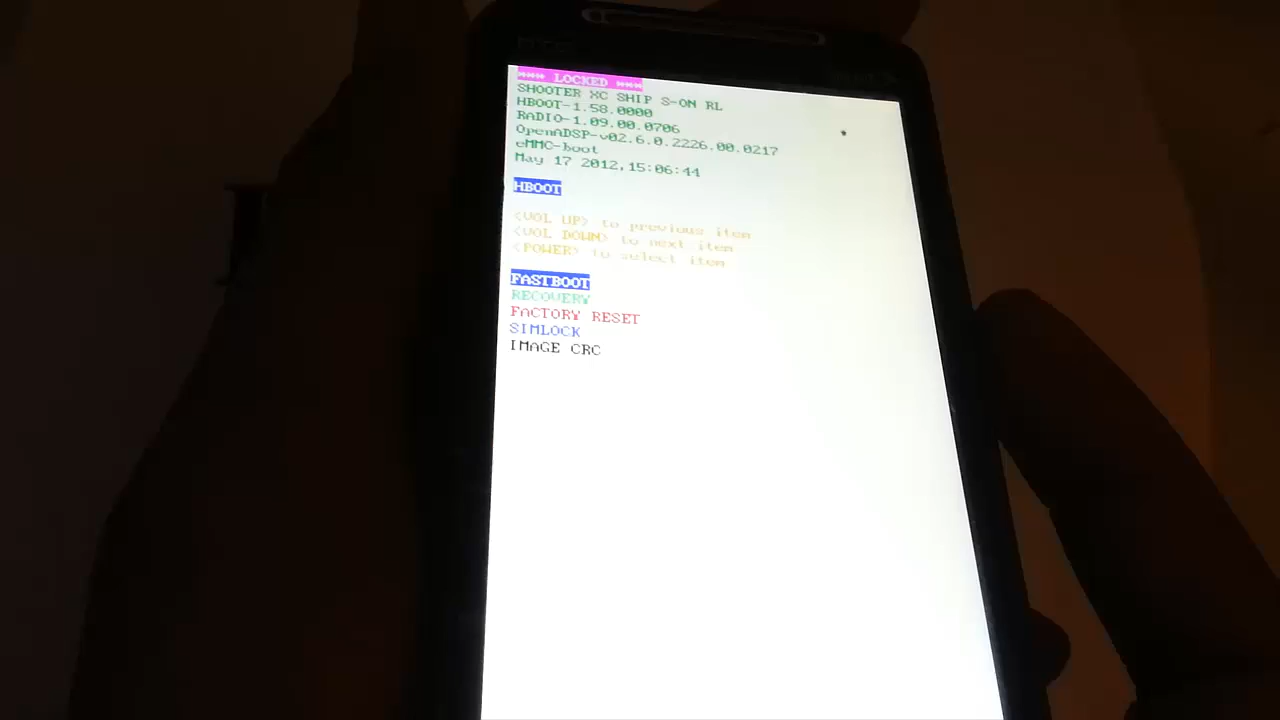 *** LOCKED ***
SHOOTER XC SHIP S-ON RL
HBOOT-1.58.0000
RADIO-1.09.00.0706
OpenADSP-v02.6.0.2226.00.0217
eMMC-boot
May 17 2012,15:06:44
HBOOT
<VOL UP> to previous item
<VOL DOWN> to next item
<POWER> to select item
FASTBOOT
RECOVERY
FACTORY RESET
SIMLOCK
IMAGE CRC